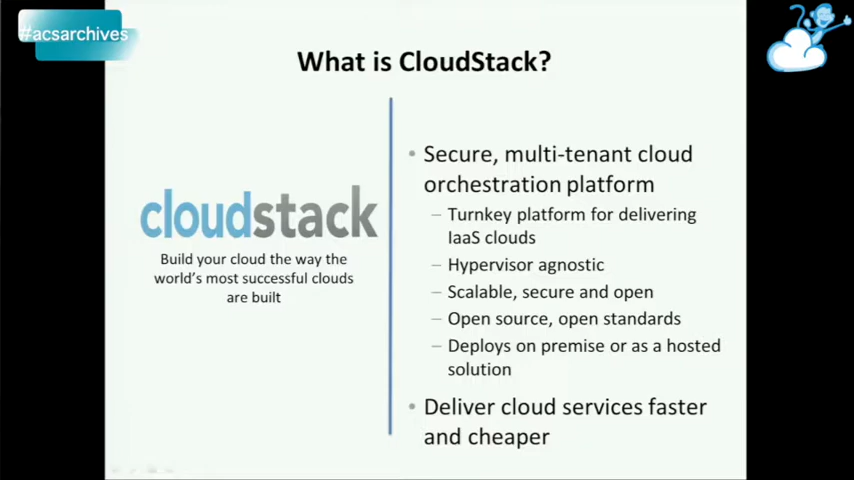 #acsarchives
What is CloudStack?
cloudstack
Build your cloud the way the
world's most successful clouds
are built
• Secure, multi-tenant cloud
orchestration platform
– Turnkey platform for delivering
IaaS clouds
– Hypervisor agnostic
– Scalable, secure and open
– Open source, open standards
– Deploys on premise or as a hosted
solution
• Deliver cloud services faster
and cheaper